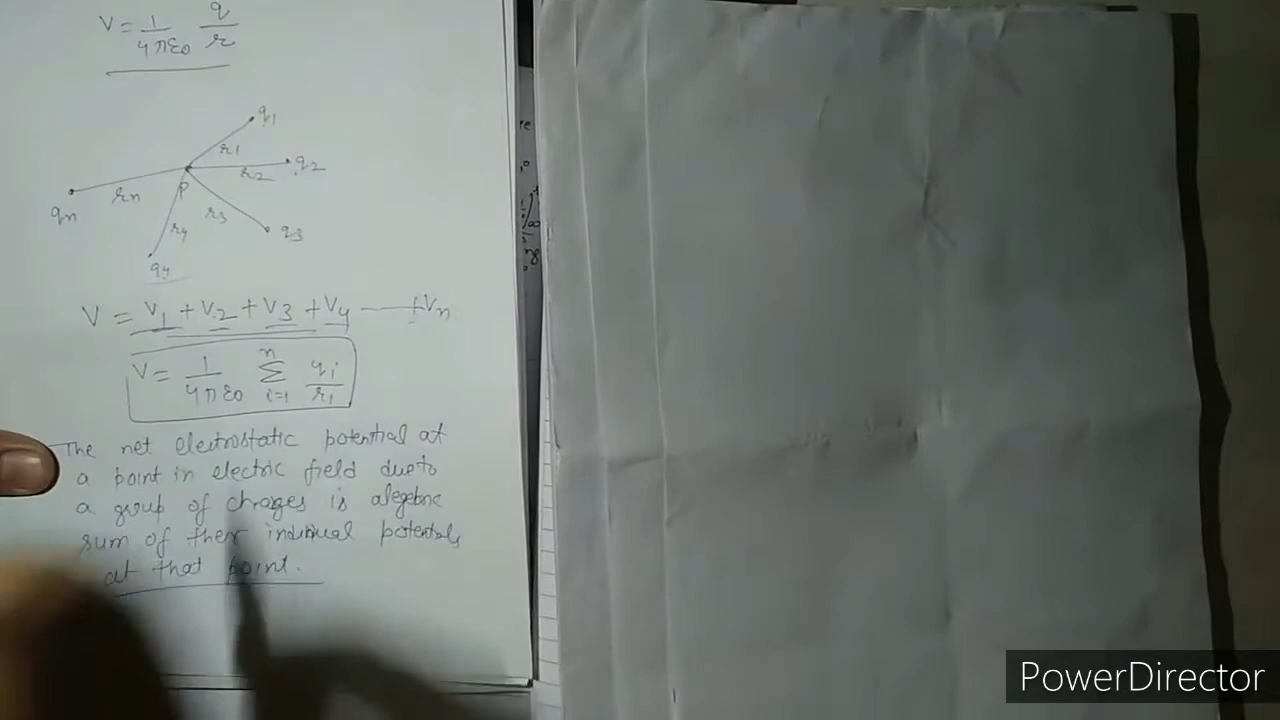 V = 1/4πε0 q/r
q1
r1
q2
r2
P
rn
qn
r3
q3
r4
q4
V = V1 + V2 + V3 + V4 —— + Vn
V = 1/4πε0 n∑i=1 qi/ri
The net electrostatic potential at
a point in electric field due to
a group of charges is alegebric
sum of their individual potentials
at that point.
PowerDirector